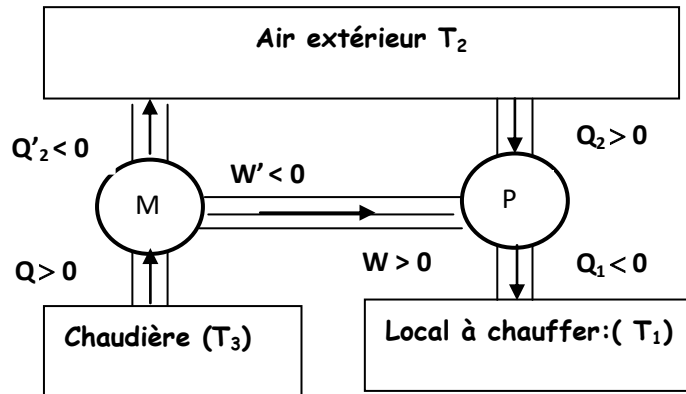 Air extérieur T₂
Q'₂ < 0
Q₂ > 0
W' < 0
M
P
Q > 0
W > 0
Q₁ < 0
Chaudière (T₃)
Local à chauffer:( T₁)